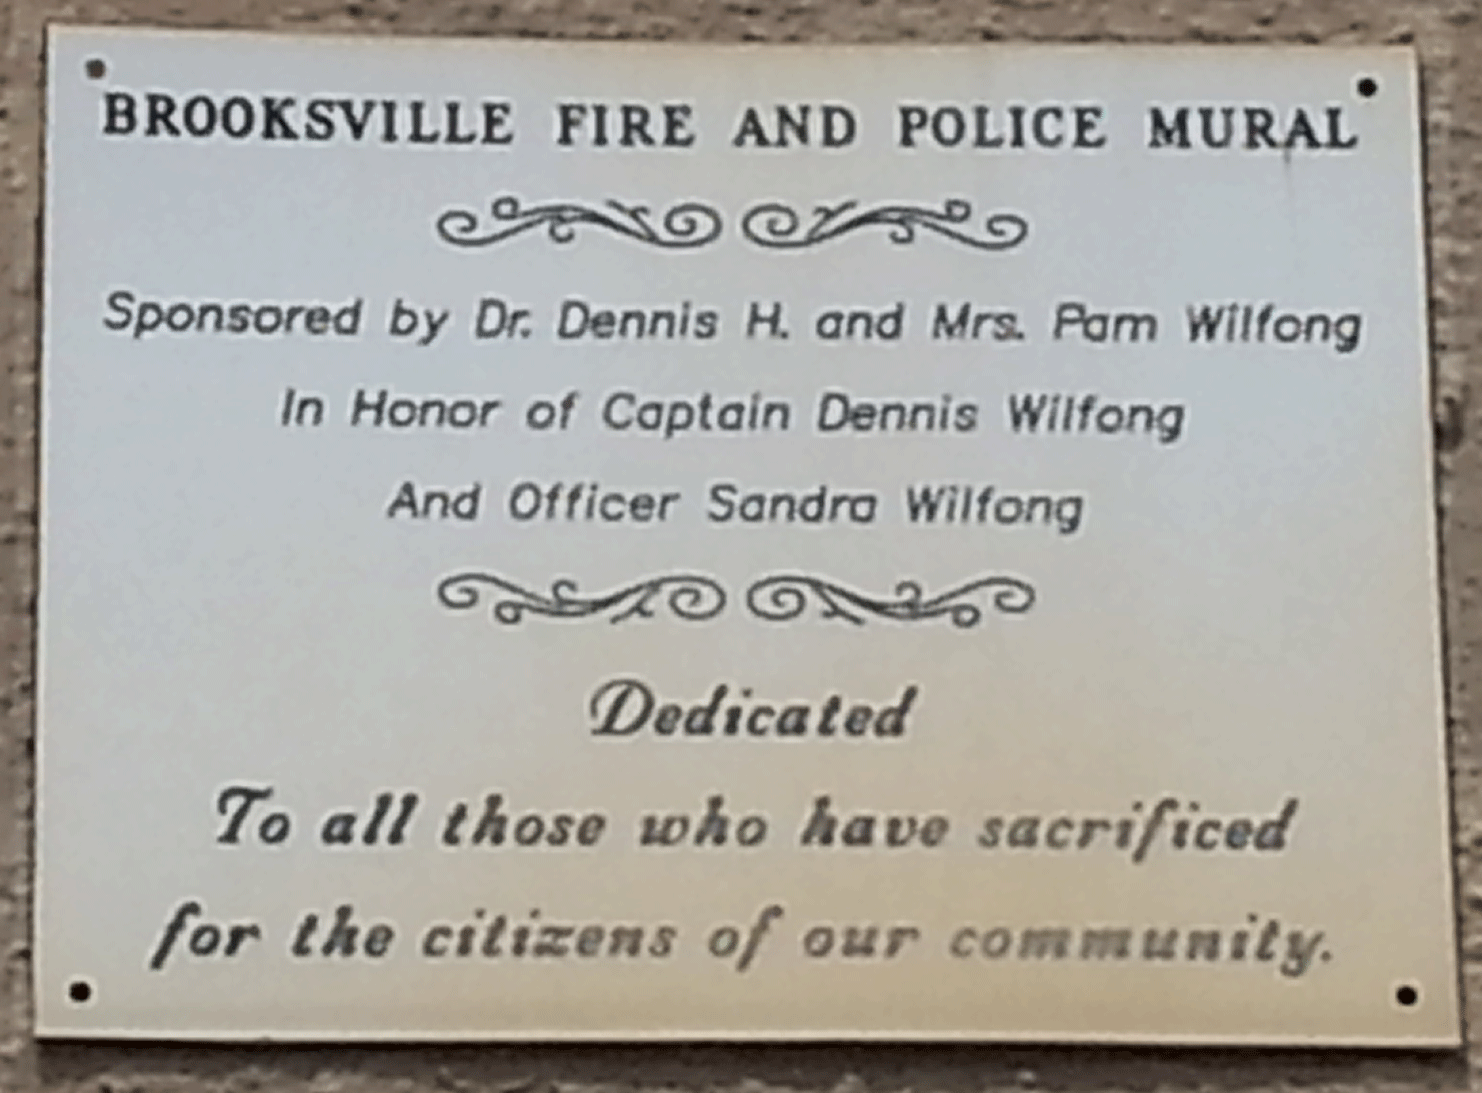 BROOKSVILLE FIRE AND POLICE MURAL
Sponsored by Dr. Dennis H. and Mrs. Pam Wilfong
In Honor of Captain Dennis Wilfong
And Officer Sandra Wilfong
Dedicated
To all those who have sacrificed
for the citizens of our community.